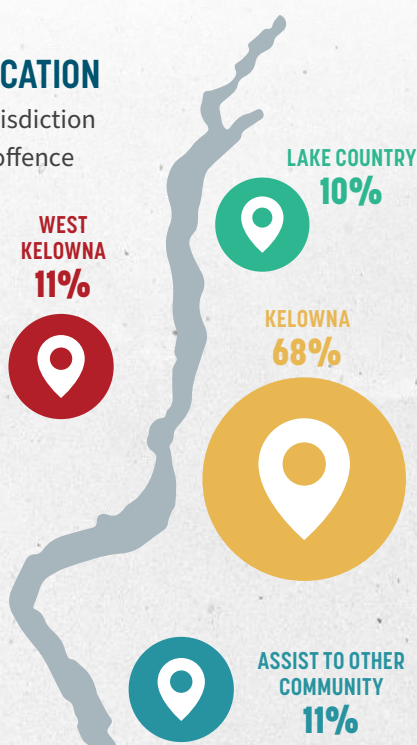 CATION
isdiction
offence
LAKE COUNTRY
10%
WEST
KELOWNA
11%
KELOWNA
68%
ASSIST TO OTHER
COMMUNITY
11%